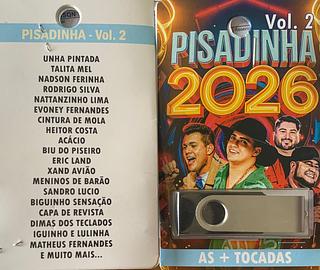 PISADINHA - Vol. 2
UNHA PINTADA
TALITA MEL
NADSON FERINHA
RODRIGO SILVA
NATTANZINHO LIMA
EVONEY FERNANDES
CINTURA DE MOLA
HEITOR COSTA
ACÁCIO
BIU DO PISEIRO
ERIC LAND
XAND AVIÃO
MENINOS DE BARÃO
SANDRO LUCIO
BIGUINHO SENSAÇÃO
CAPA DE REVISTA
DIMAS DOS TECLADOS
IGUINHO E LULINHA
MATHEUS FERNANDES
E MUITO MAIS...
Vol. 2
PISADINHA
2026
AS + TOCADAS